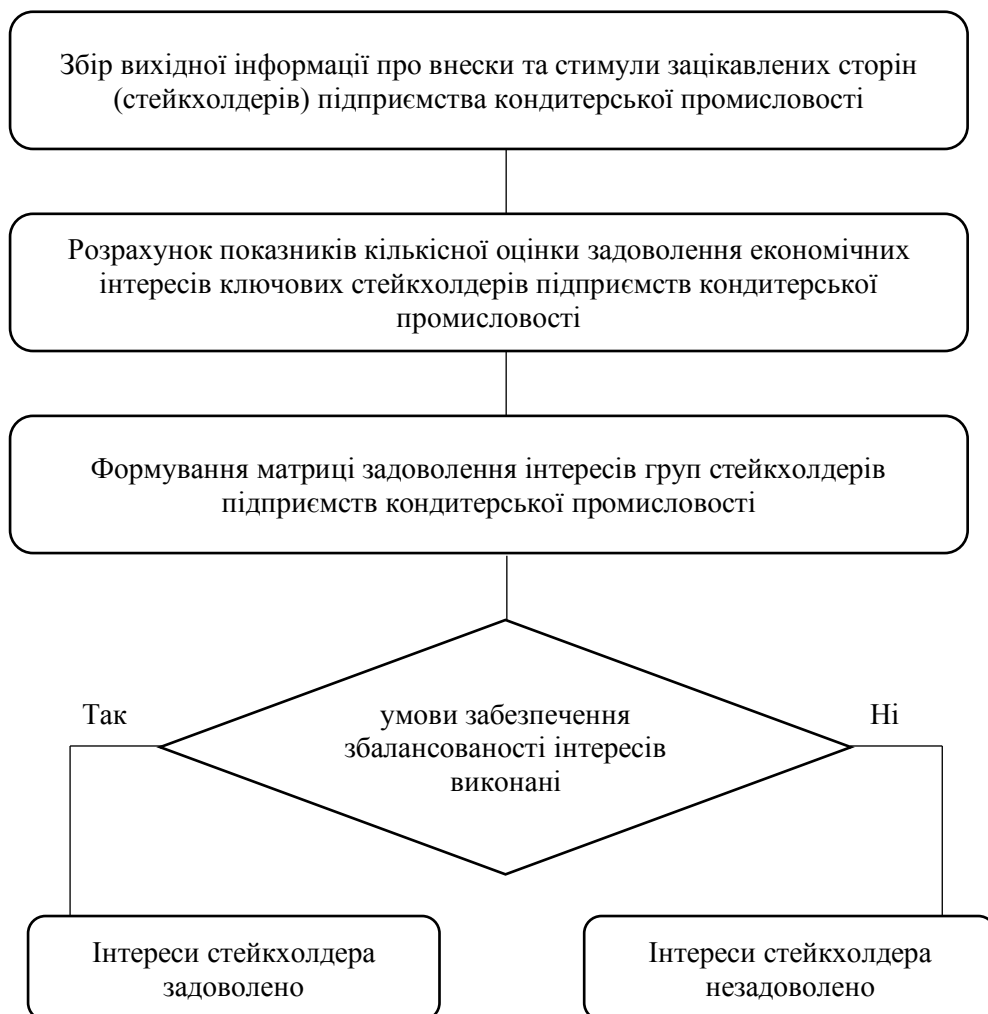 Збір вихідної інформації про внески та стимули зацікавлених сторін
(стейкхолдерів) підприємства кондитерської промисловості
Розрахунок показників кількісної оцінки задоволення економічних
інтересів ключових стейкхолдерів підприємств кондитерської
промисловості
Формування матриці задоволення інтересів груп стейкхолдерів
підприємств кондитерської промисловості
Так
умови забезпечення
збалансованості інтересів
виконані
Ні
Інтереси стейкхолдера
задоволено
Інтереси стейкхолдера
незадоволено